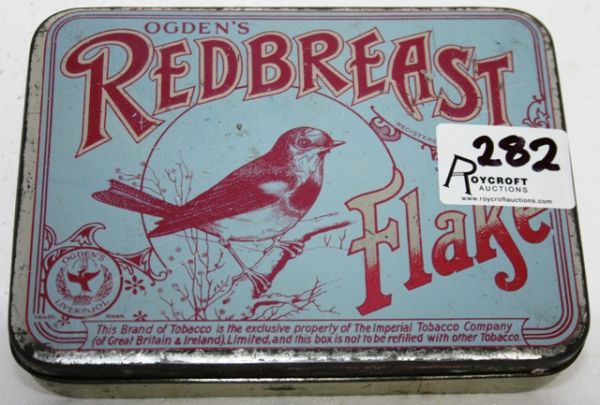 OGDEN'S
REDBREAST
REGISTERE
282
ROYCROFT
AUCTIONS
www.roycroftauctions.com
Flake
OGDEN'S
LIVERPOOL
TRADE MARK
This Brand of Tobacco is the exclusive property of The Imperial Tobacco Company
(of Great Britain & Ireland), Limited, and this box is not to be refilled with other Tobacco.